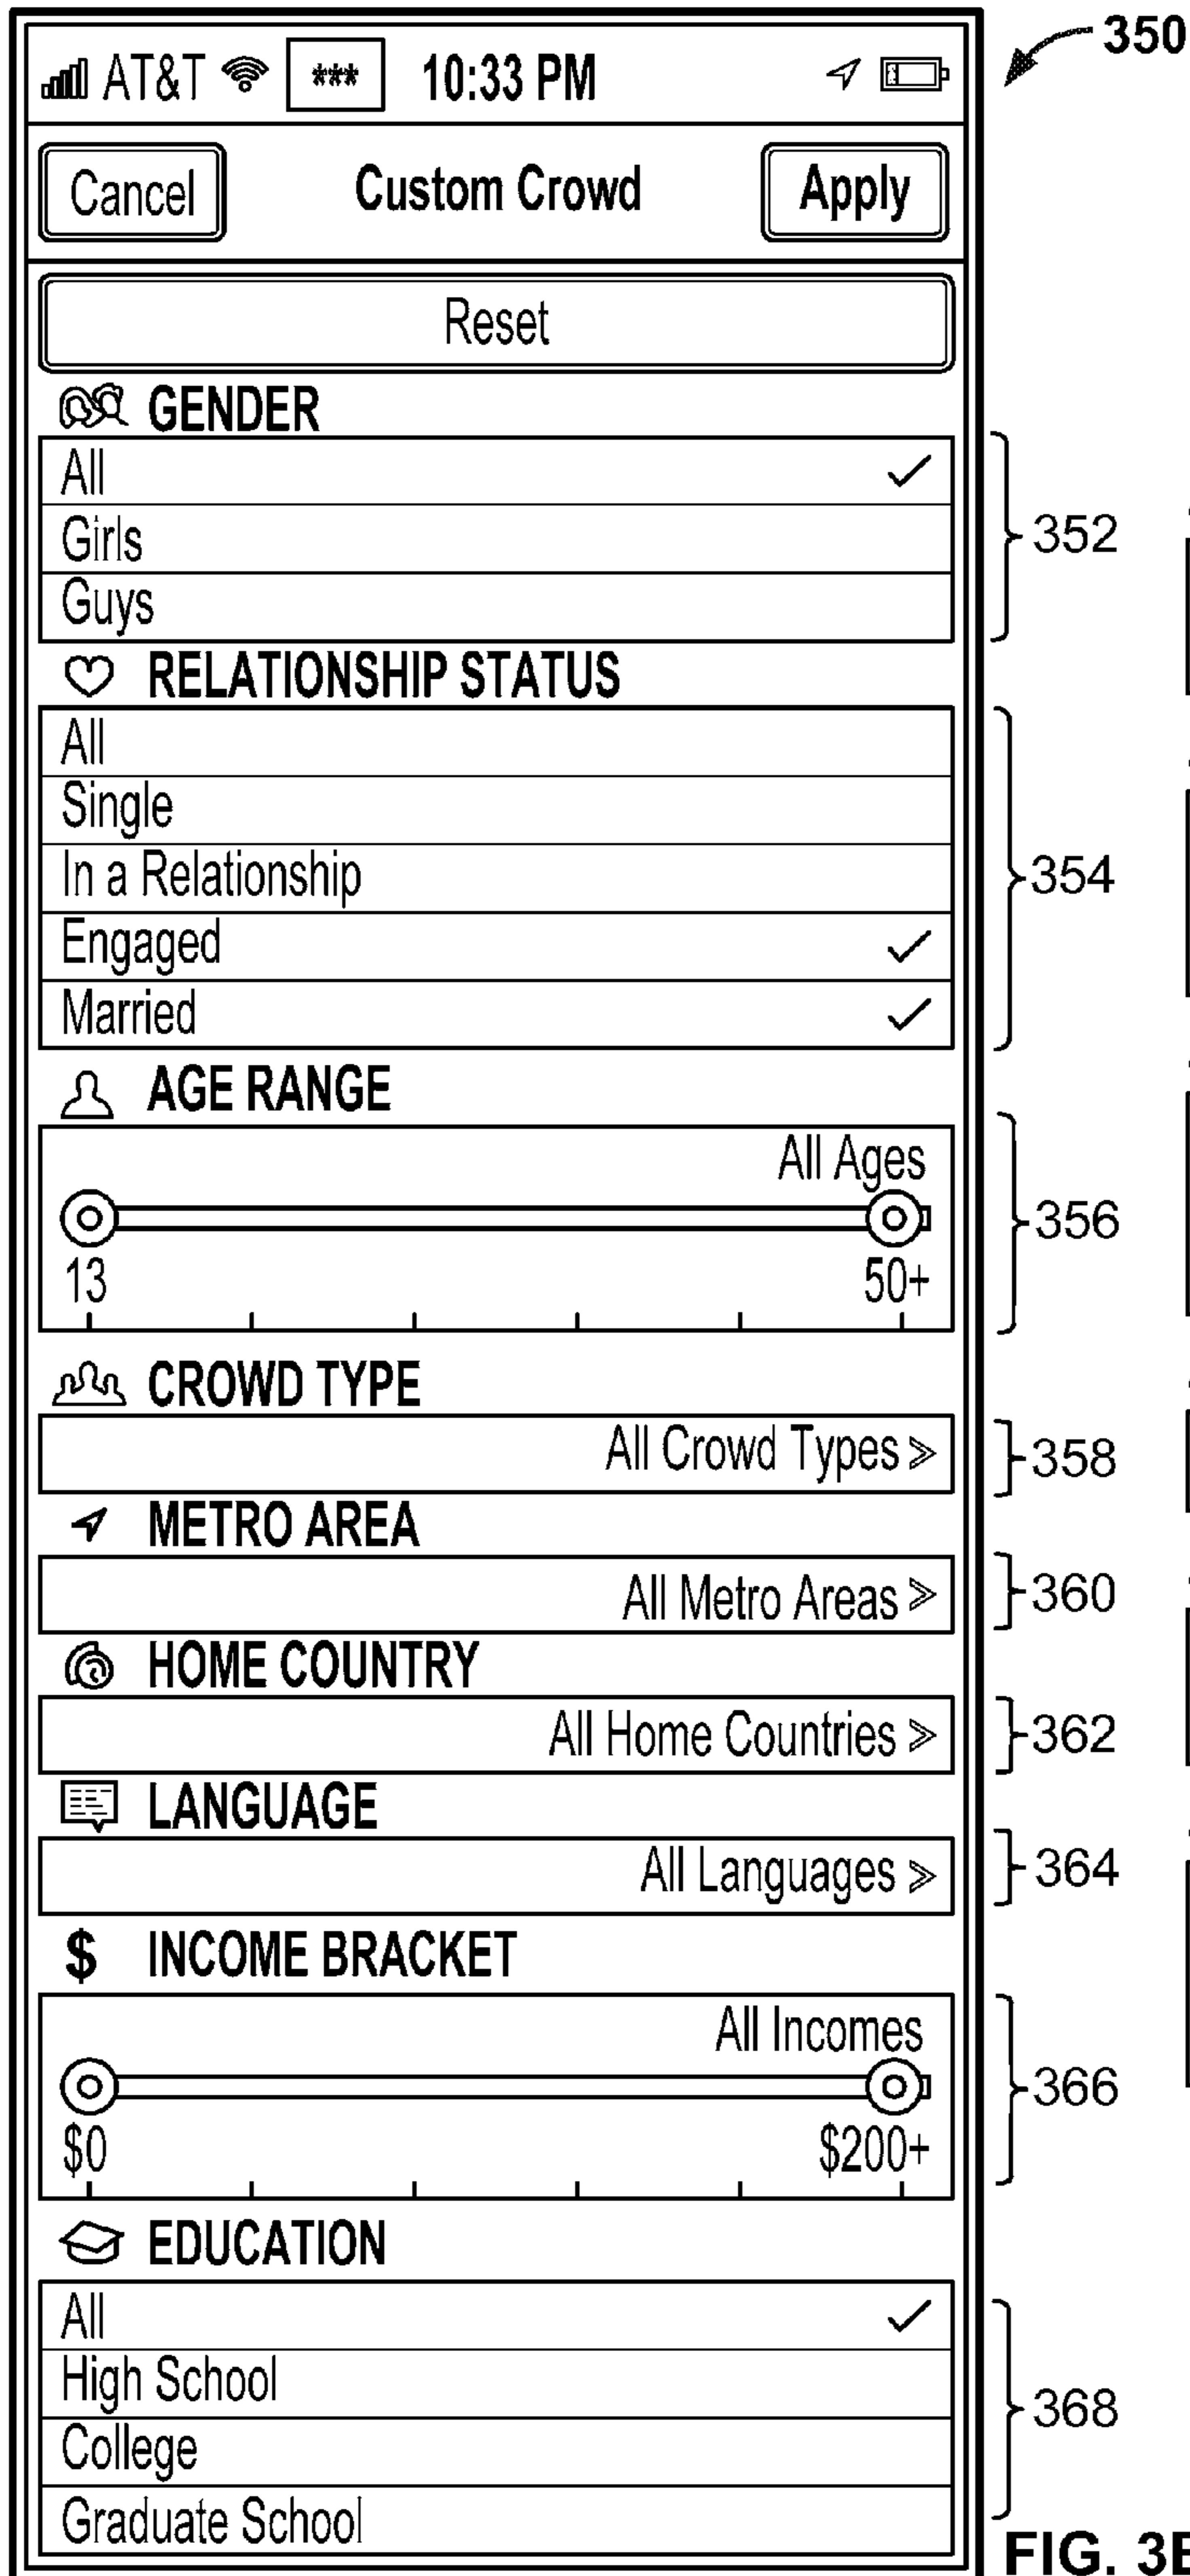 350
AT&T *** 10:33 PM
Cancel Custom Crowd Apply
Reset
GENDER
All
Girls
Guys
352
RELATIONSHIP STATUS
All
Single
In a Relationship
Engaged
Married
354
AGE RANGE
All Ages
13 50+
356
CROWD TYPE
All Crowd Types
358
METRO AREA
All Metro Areas
360
HOME COUNTRY
All Home Countries
362
LANGUAGE
All Languages
364
$ INCOME BRACKET
All Incomes
$0 $200+
366
EDUCATION
All
High School
College
Graduate School
368
FIG.